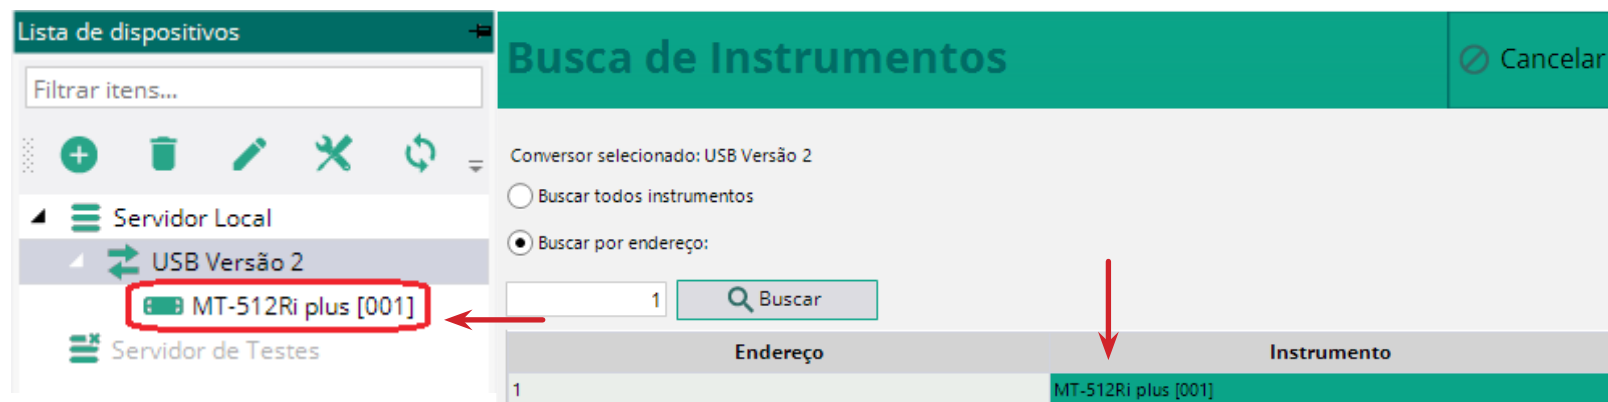 Lista de dispositivos
Filtrar itens...
Servidor Local
USB Versão 2
MT-512Ri plus [001]
Servidor de Testes
Busca de Instrumentos
Cancelar
Conversor selecionado: USB Versão 2
Buscar todos instrumentos
Buscar por endereço:
1
Buscar
Endereço
Instrumento
1
MT-512Ri plus [001]